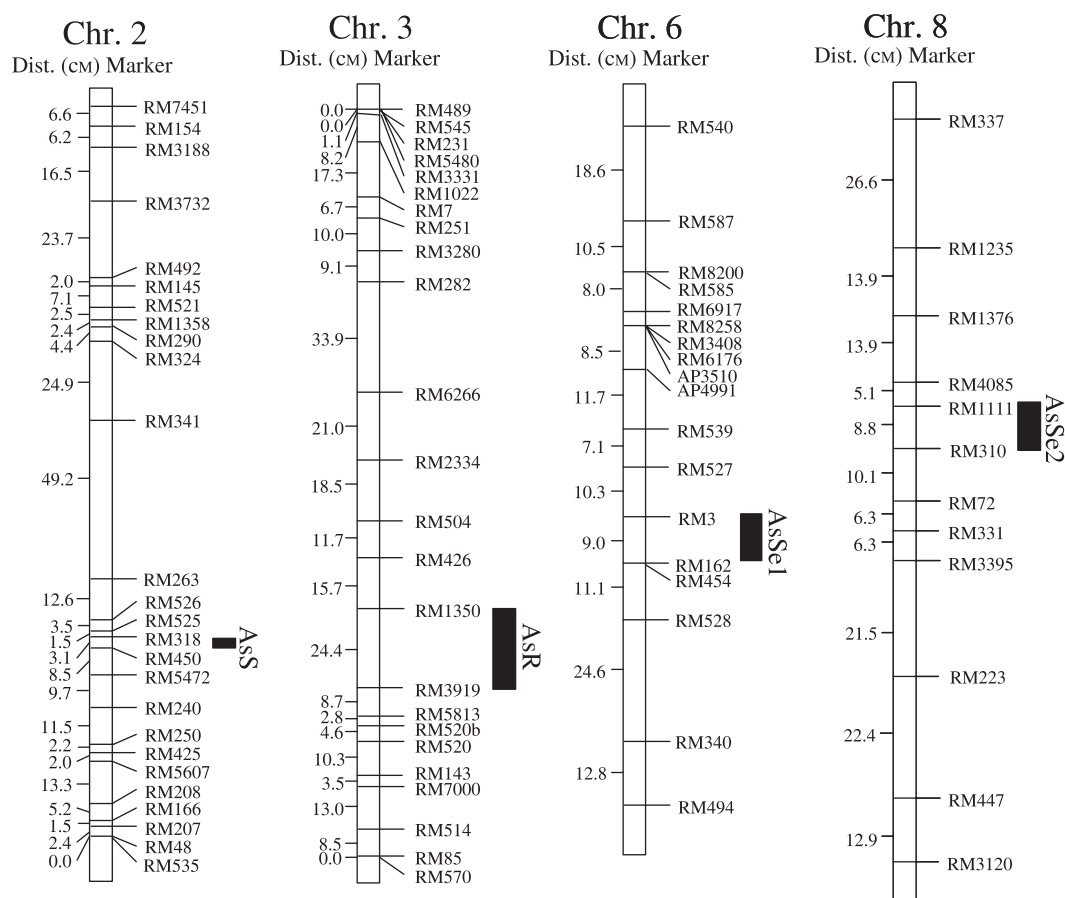 Chr. 2
Dist. (cM) Marker
6.6
6.2
16.5
23.7
2.0
7.1
2.5
2.4
4.4
24.9
49.2
12.6
3.5
1.5
3.1
8.5
9.7
11.5
2.2
2.0
13.3
5.2
1.5
2.4
0.0
RM7451
RM154
RM3188
RM3732
RM492
RM145
RM521
RM1358
RM290
RM324
RM341
RM263
RM526
RM525
RM318
RM450
RM5472
RM240
RM250
RM425
RM5607
RM208
RM166
RM207
RM48
RM535
AsS
Chr. 3
Dist. (cM) Marker
0.0
0.0
1.1
8.2
17.3
6.7
10.0
9.1
33.9
21.0
18.5
11.7
15.7
24.4
8.7
2.8
4.6
10.3
3.5
13.0
8.5
0.0
RM489
RM545
RM231
RM5480
RM3331
RM1022
RM7
RM251
RM3280
RM282
RM6266
RM2334
RM504
RM426
RM1350
RM3919
RM5813
RM520b
RM520
RM143
RM7000
RM514
RM85
RM570
AsR
Chr. 6
Dist. (cM) Marker
18.6
10.5
8.0
8.5
11.7
7.1
10.3
9.0
11.1
24.6
12.8
RM540
RM587
RM8200
RM585
RM6917
RM8258
RM3408
RM6176
AP3510
AP4991
RM539
RM527
RM3
RM162
RM454
RM528
RM340
RM494
AsSe1
Chr. 8
Dist. (cM) Marker
26.6
13.9
13.9
5.1
8.8
10.1
6.3
6.3
21.5
22.4
12.9
RM337
RM1235
RM1376
RM4085
RM1111
RM310
RM72
RM331
RM3395
RM223
RM447
RM3120
AsSe2